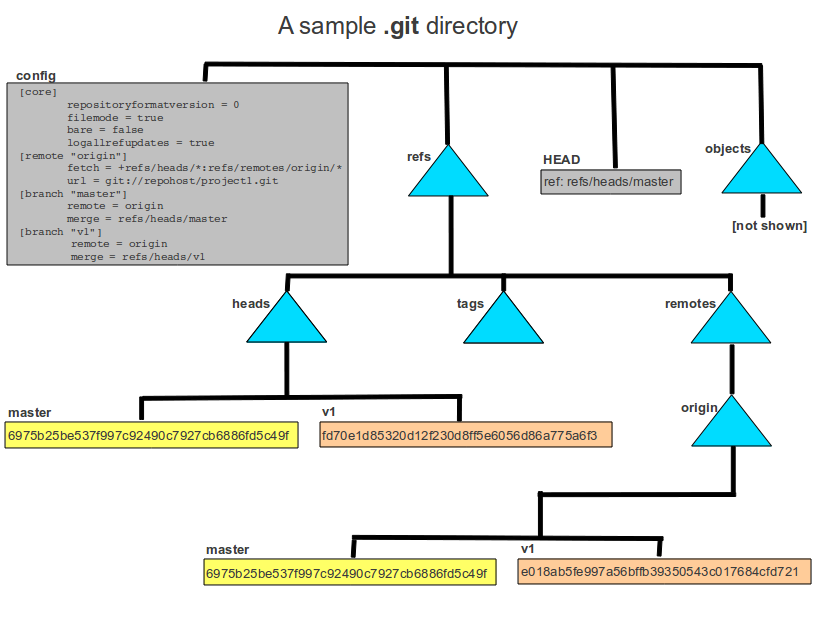 A sample .git directory
config
[core]
repositoryformatversion = 0
filemode = true
bare = false
logallrefupdates = true
[remote "origin"]
fetch = +refs/heads/*:refs/remotes/origin/*
url = git://repohost/project1.git
[branch "master"]
remote = origin
merge = refs/heads/master
[branch "v1"]
remote = origin
merge = refs/heads/v1
refs
HEAD
ref: refs/heads/master
objects
[not shown]
heads
tags
remotes
master
6975b25be537f997c92490c7927cb6886fd5c49f
v1
fd70e1d85320d12f230d8ff5e6056d86a775a6f3
origin
master
6975b25be537f997c92490c7927cb6886fd5c49f
v1
e018ab5fe997a56bffb39350543c017684cfd721